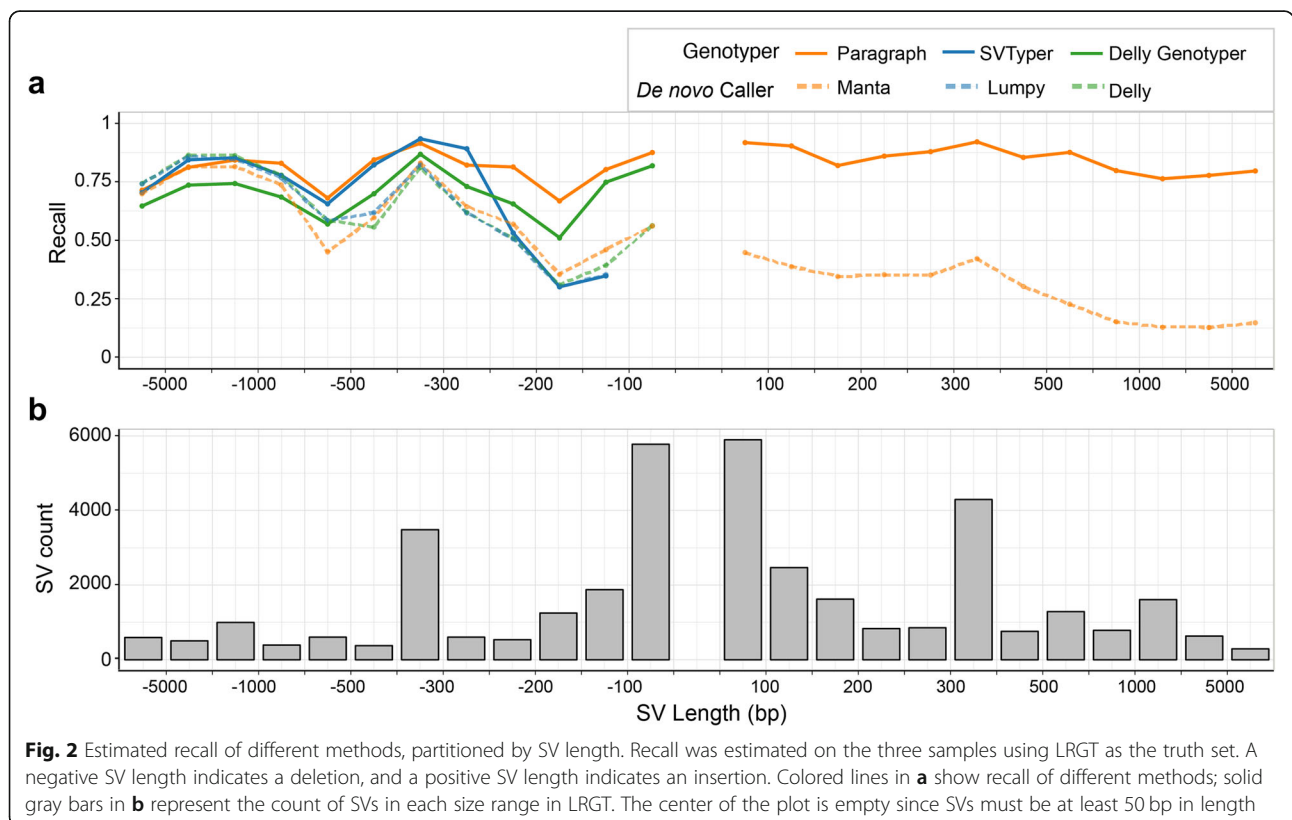 Genotyper Paragraph SVTyper Delly Genotyper
De novo Caller Manta Lumpy Delly
a
1
0.75
0.50
0.25
0
Recall
-5000 -1000 -500 -300 -200 -100 100 200 300 500 1000 5000
b
6000
4000
2000
0
SV count
-5000 -1000 -500 -300 -200 -100 100 200 300 500 1000 5000
SV Length (bp)
Fig. 2 Estimated recall of different methods, partitioned by SV length. Recall was estimated on the three samples using LRGT as the truth set. A
negative SV length indicates a deletion, and a positive SV length indicates an insertion. Colored lines in a show recall of different methods; solid
gray bars in b represent the count of SVs in each size range in LRGT. The center of the plot is empty since SVs must be at least 50 bp in length